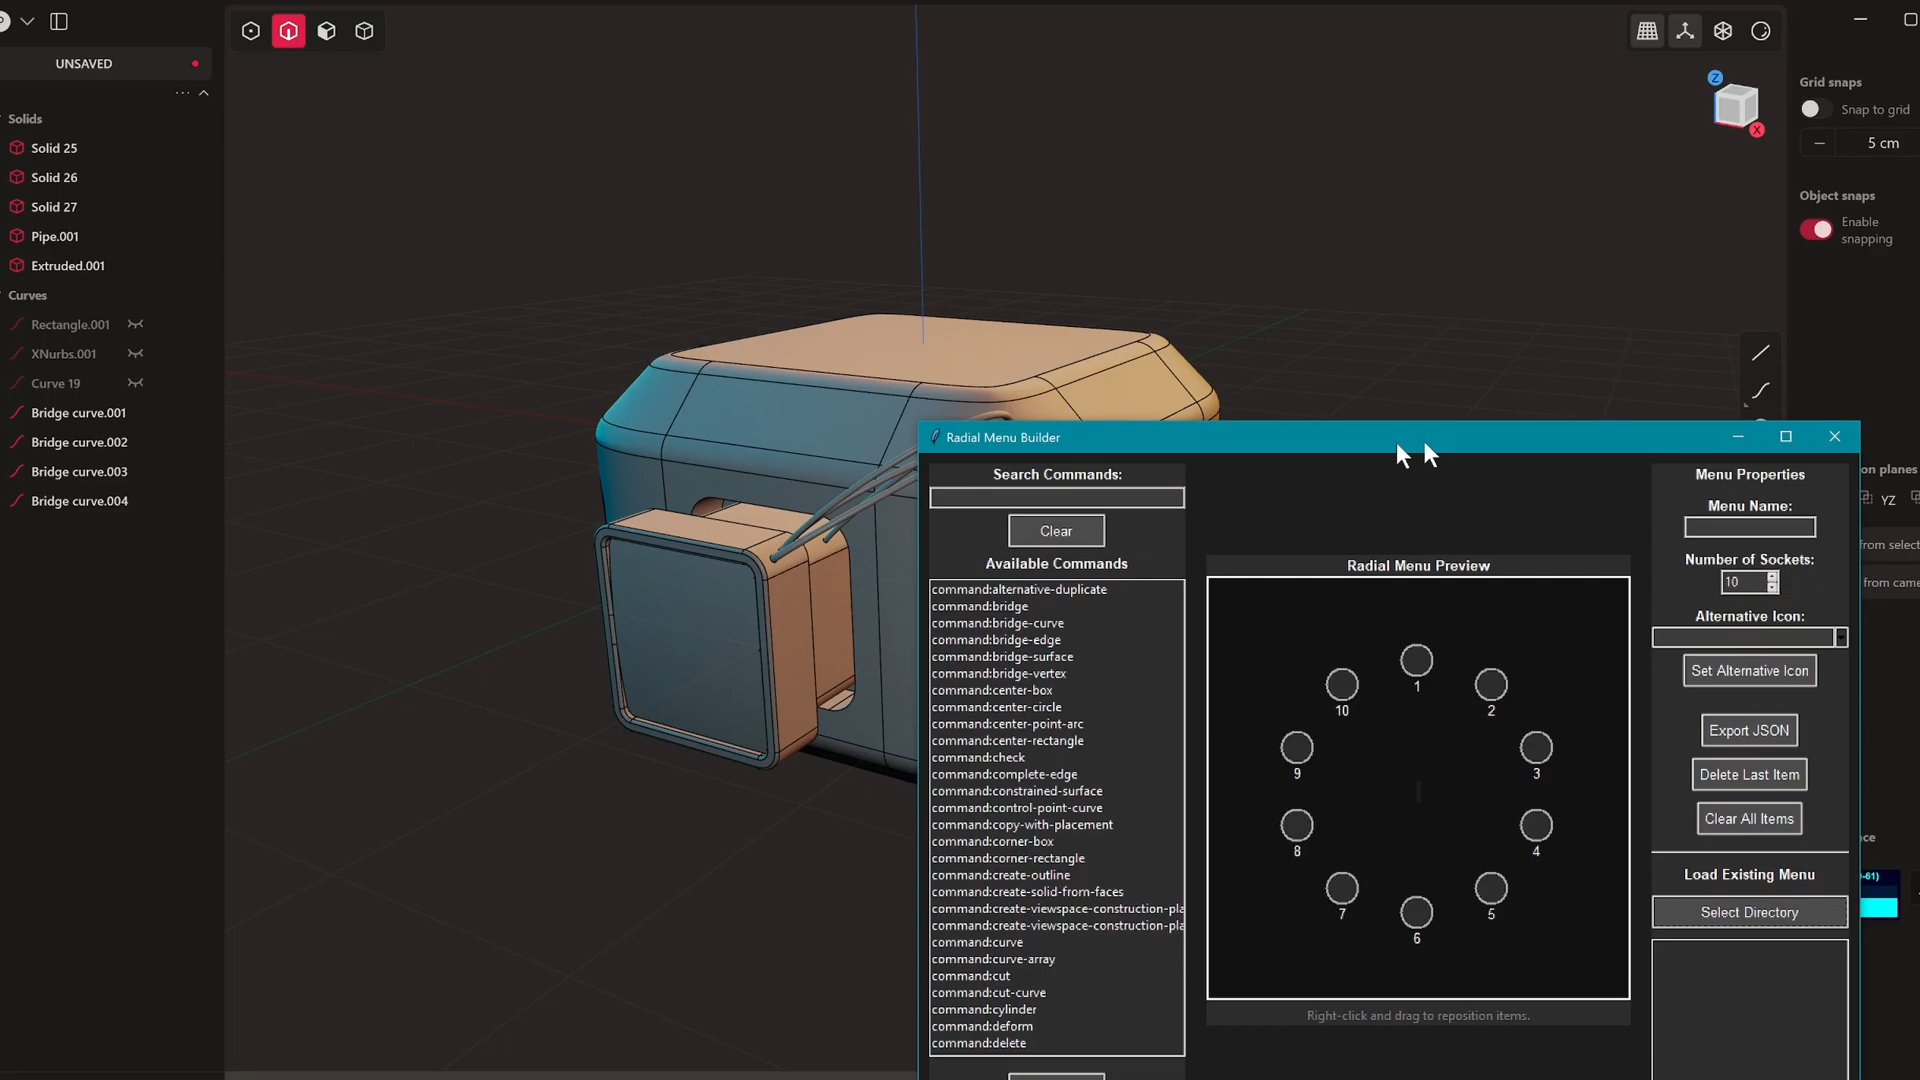 UNSAVED
Solids
Solid 25
Solid 26
Solid 27
Pipe.001
Extruded.001
Curves
Rectangle.001
XNurbs.001
Curve 19
Bridge curve.001
Bridge curve.002
Bridge curve.003
Bridge curve.004
Z
X
Grid snaps
Snap to grid
5 cm
Object snaps
Enable
snapping
on planes
YZ
from select
from came
ce
-61)
Radial Menu Builder
Search Commands:
Clear
Available Commands
command:alternative-duplicate
command:bridge
command:bridge-curve
command:bridge-edge
command:bridge-surface
command:bridge-vertex
command:center-box
command:center-circle
command:center-point-arc
command:center-rectangle
command:check
command:complete-edge
command:constrained-surface
command:control-point-curve
command:copy-with-placement
command:corner-box
command:corner-rectangle
command:create-outline
command:create-solid-from-faces
command:create-viewspace-construction-pla
command:create-viewspace-construction-pla
command:curve
command:curve-array
command:cut
command:cut-curve
command:cylinder
command:deform
command:delete
Radial Menu Preview
1
2
3
4
5
6
7
8
9
10
Right-click and drag to reposition items.
Menu Properties
Menu Name:
Number of Sockets:
10
Alternative Icon:
Set Alternative Icon
Export JSON
Delete Last Item
Clear All Items
Load Existing Menu
Select Directory